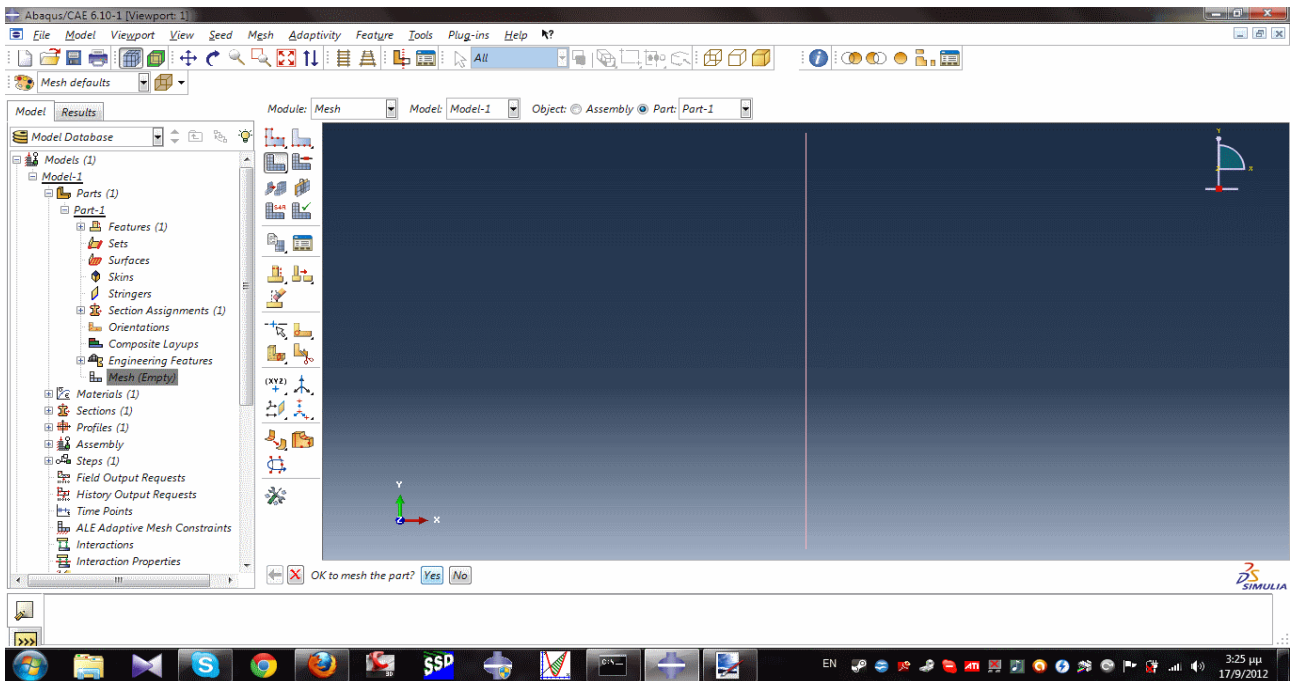 Abaqus/CAE 6.10-1 [Viewport: 1]
File Model Viewport View Seed Mesh Adaptivity Feature Tools Plug-ins Help
All
Mesh defaults
Model Results
Module: Mesh Model: Model-1 Object: Assembly Part: Part-1
Model Database
Models (1)
Model-1
Parts (1)
Part-1
Features (1)
Sets
Surfaces
Skins
Stringers
Section Assignments (1)
Orientations
Composite Layups
Engineering Features
Mesh (Empty)
Materials (1)
Sections (1)
Profiles (1)
Assembly
Steps (1)
Field Output Requests
History Output Requests
Time Points
ALE Adaptive Mesh Constraints
Interactions
Interaction Properties
(XYZ)
Y
X
Z
Y
X
OK to mesh the part? Yes No
SIMULIA
>>>
SSD
C:\_
EN
ATI
3:25 μμ
17/9/2012